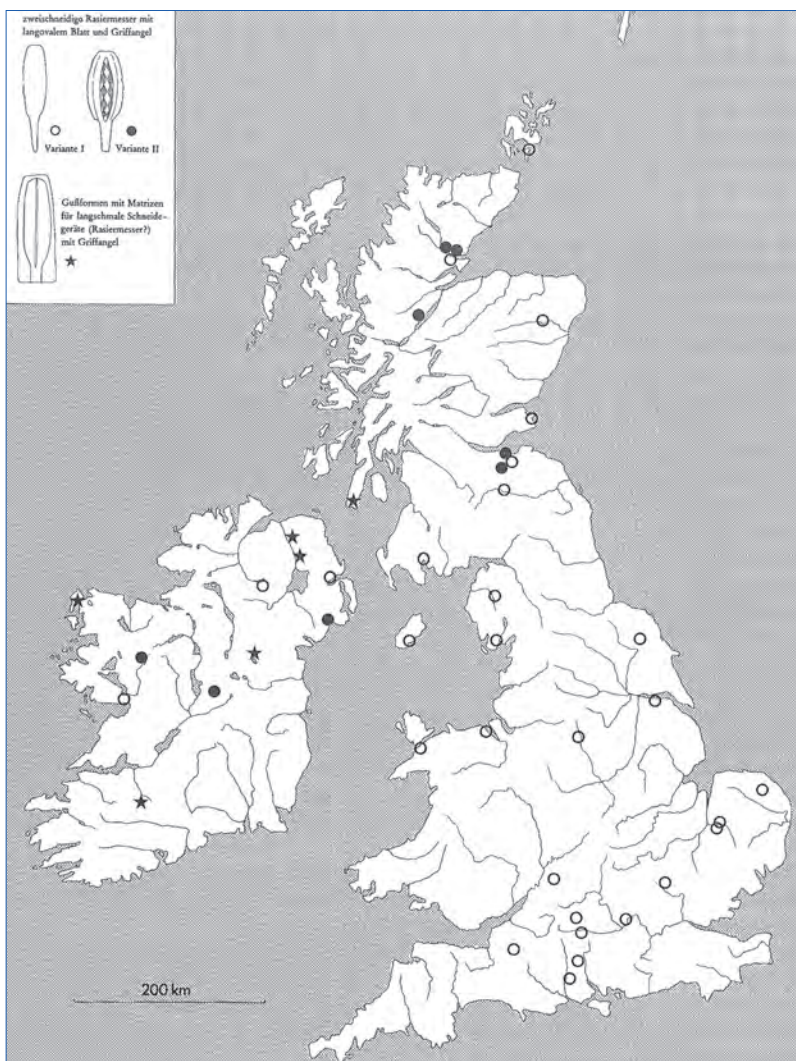 zweischneidige Rasiermesser mit
langovalem Blatt und Griffangel
Variante I
Variante II
Gußformen mit Matrizen
für langschmale Schneide-
geräte (Rasiermesser?)
mit Griffangel
200 km